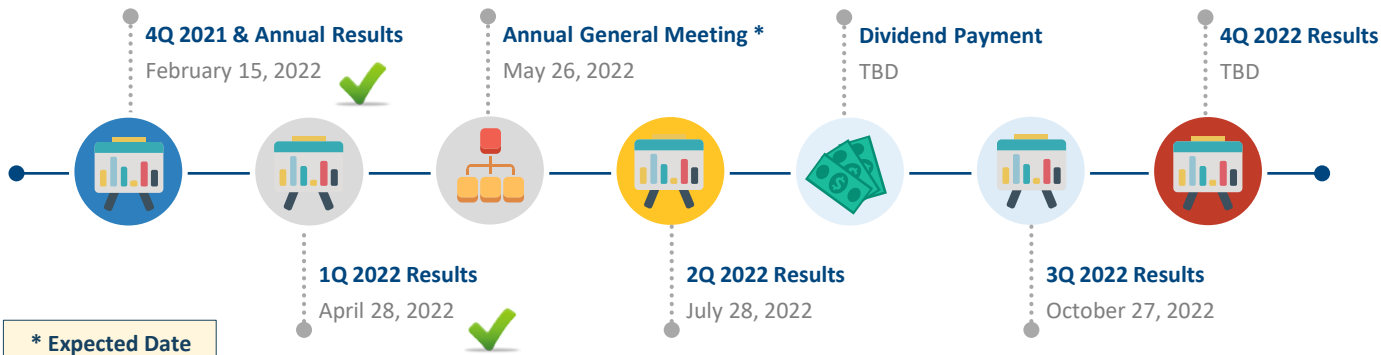 4Q 2021 & Annual Results
February 15, 2022
1Q 2022 Results
April 28, 2022
Annual General Meeting *
May 26, 2022
2Q 2022 Results
July 28, 2022
Dividend Payment
TBD
3Q 2022 Results
October 27, 2022
4Q 2022 Results
TBD
* Expected Date